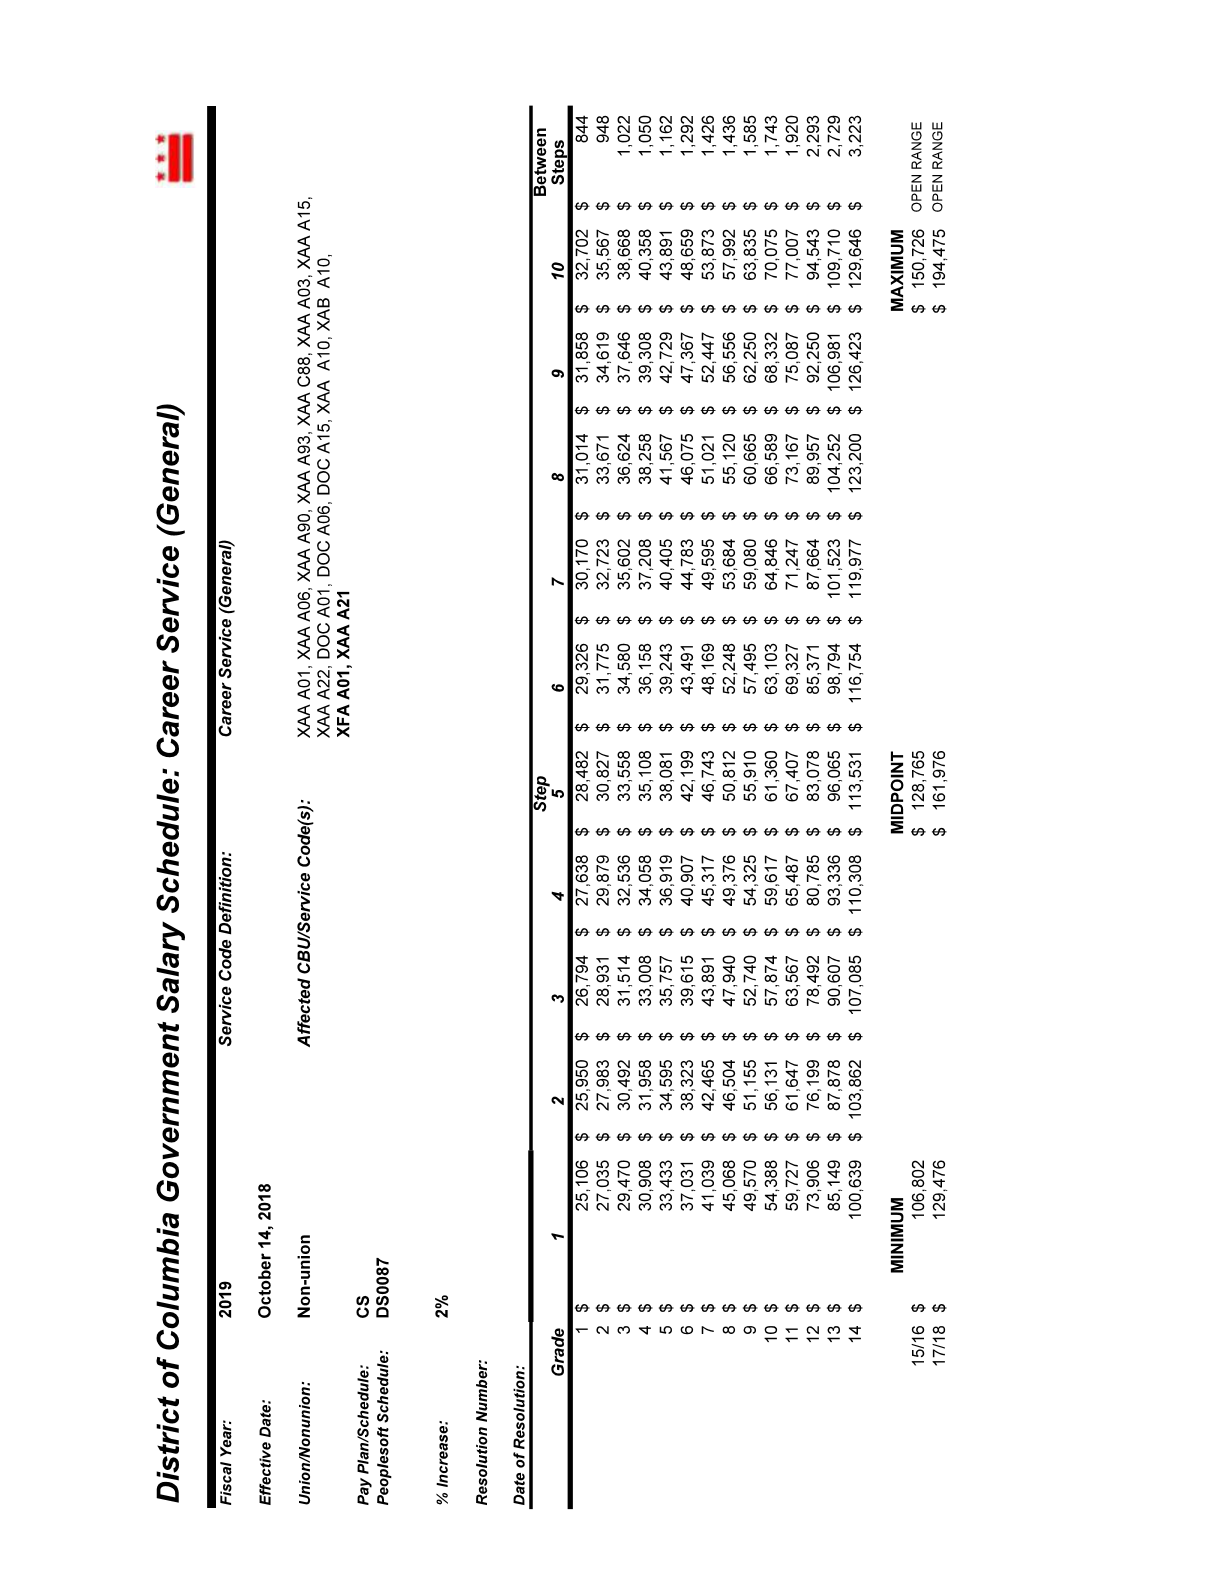 District of Columbia Government Salary Schedule: Career Service (General)
Fiscal Year: 2019 Service Code Definition: Career Service (General)
Effective Date: October 14, 2018
Union/Nonunion: Non-union Affected CBU/Service Code(s): XAA A01, XAA A06, XAA A90, XAA A93, XAA C88, XAA A03, XAA A15,
XAA A22, DOC A01, DOC A06, DOC A15, XAA A10, XAB A10,
XFA A01, XAA A21
Pay Plan/Schedule: CS
Peoplesoft Schedule: DS0087
% Increase: 2%
Resolution Number:
Date of Resolution:
Step Between
Grade 1 2 3 4 5 6 7 8 9 10 Steps
1 $ 25,106 $ 25,950 $ 26,794 $ 27,638 $ 28,482 $ 29,326 $ 30,170 $ 31,014 $ 31,858 $ 32,702 $ 844
2 $ 27,035 $ 27,983 $ 28,931 $ 29,879 $ 30,827 $ 31,775 $ 32,723 $ 33,671 $ 34,619 $ 35,567 $ 948
3 $ 29,470 $ 30,492 $ 31,514 $ 32,536 $ 33,558 $ 34,580 $ 35,602 $ 36,624 $ 37,646 $ 38,668 $ 1,022
4 $ 30,908 $ 31,958 $ 33,008 $ 34,058 $ 35,108 $ 36,158 $ 37,208 $ 38,258 $ 39,308 $ 40,358 $ 1,050
5 $ 33,433 $ 34,595 $ 35,757 $ 36,919 $ 38,081 $ 39,243 $ 40,405 $ 41,567 $ 42,729 $ 43,891 $ 1,162
6 $ 37,031 $ 38,323 $ 39,615 $ 40,907 $ 42,199 $ 43,491 $ 44,783 $ 46,075 $ 47,367 $ 48,659 $ 1,292
7 $ 41,039 $ 42,465 $ 43,891 $ 45,317 $ 46,743 $ 48,169 $ 49,595 $ 51,021 $ 52,447 $ 53,873 $ 1,426
8 $ 45,068 $ 46,504 $ 47,940 $ 49,376 $ 50,812 $ 52,248 $ 53,684 $ 55,120 $ 56,556 $ 57,992 $ 1,436
9 $ 49,570 $ 51,155 $ 52,740 $ 54,325 $ 55,910 $ 57,495 $ 59,080 $ 60,665 $ 62,250 $ 63,835 $ 1,585
10 $ 54,388 $ 56,131 $ 57,874 $ 59,617 $ 61,360 $ 63,103 $ 64,846 $ 66,589 $ 68,332 $ 70,075 $ 1,743
11 $ 59,727 $ 61,647 $ 63,567 $ 65,487 $ 67,407 $ 69,327 $ 71,247 $ 73,167 $ 75,087 $ 77,007 $ 1,920
12 $ 73,906 $ 76,199 $ 78,492 $ 80,785 $ 83,078 $ 85,371 $ 87,664 $ 89,957 $ 92,250 $ 94,543 $ 2,293
13 $ 85,149 $ 87,878 $ 90,607 $ 93,336 $ 96,065 $ 98,794 $ 101,523 $ 104,252 $ 106,981 $ 109,710 $ 2,729
14 $ 100,639 $ 103,862 $ 107,085 $ 110,308 $ 113,531 $ 116,754 $ 119,977 $ 123,200 $ 126,423 $ 129,646 $ 3,223
MINIMUM MIDPOINT MAXIMUM
15/16 $ 106,802 $ 128,765 $ 150,726 OPEN RANGE
17/18 $ 129,476 $ 161,976 $ 194,475 OPEN RANGE